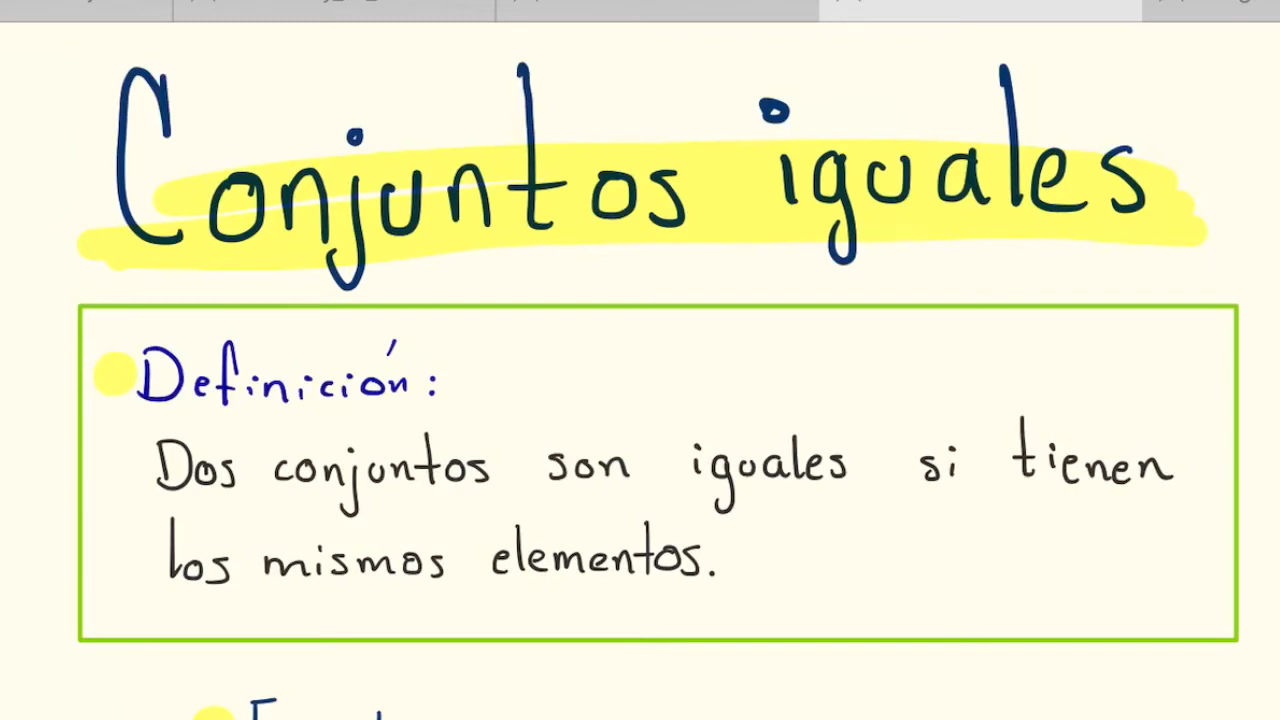 Conjuntos iguales
Definición:
Dos conjuntos son iguales si tienen
los mismos elementos.